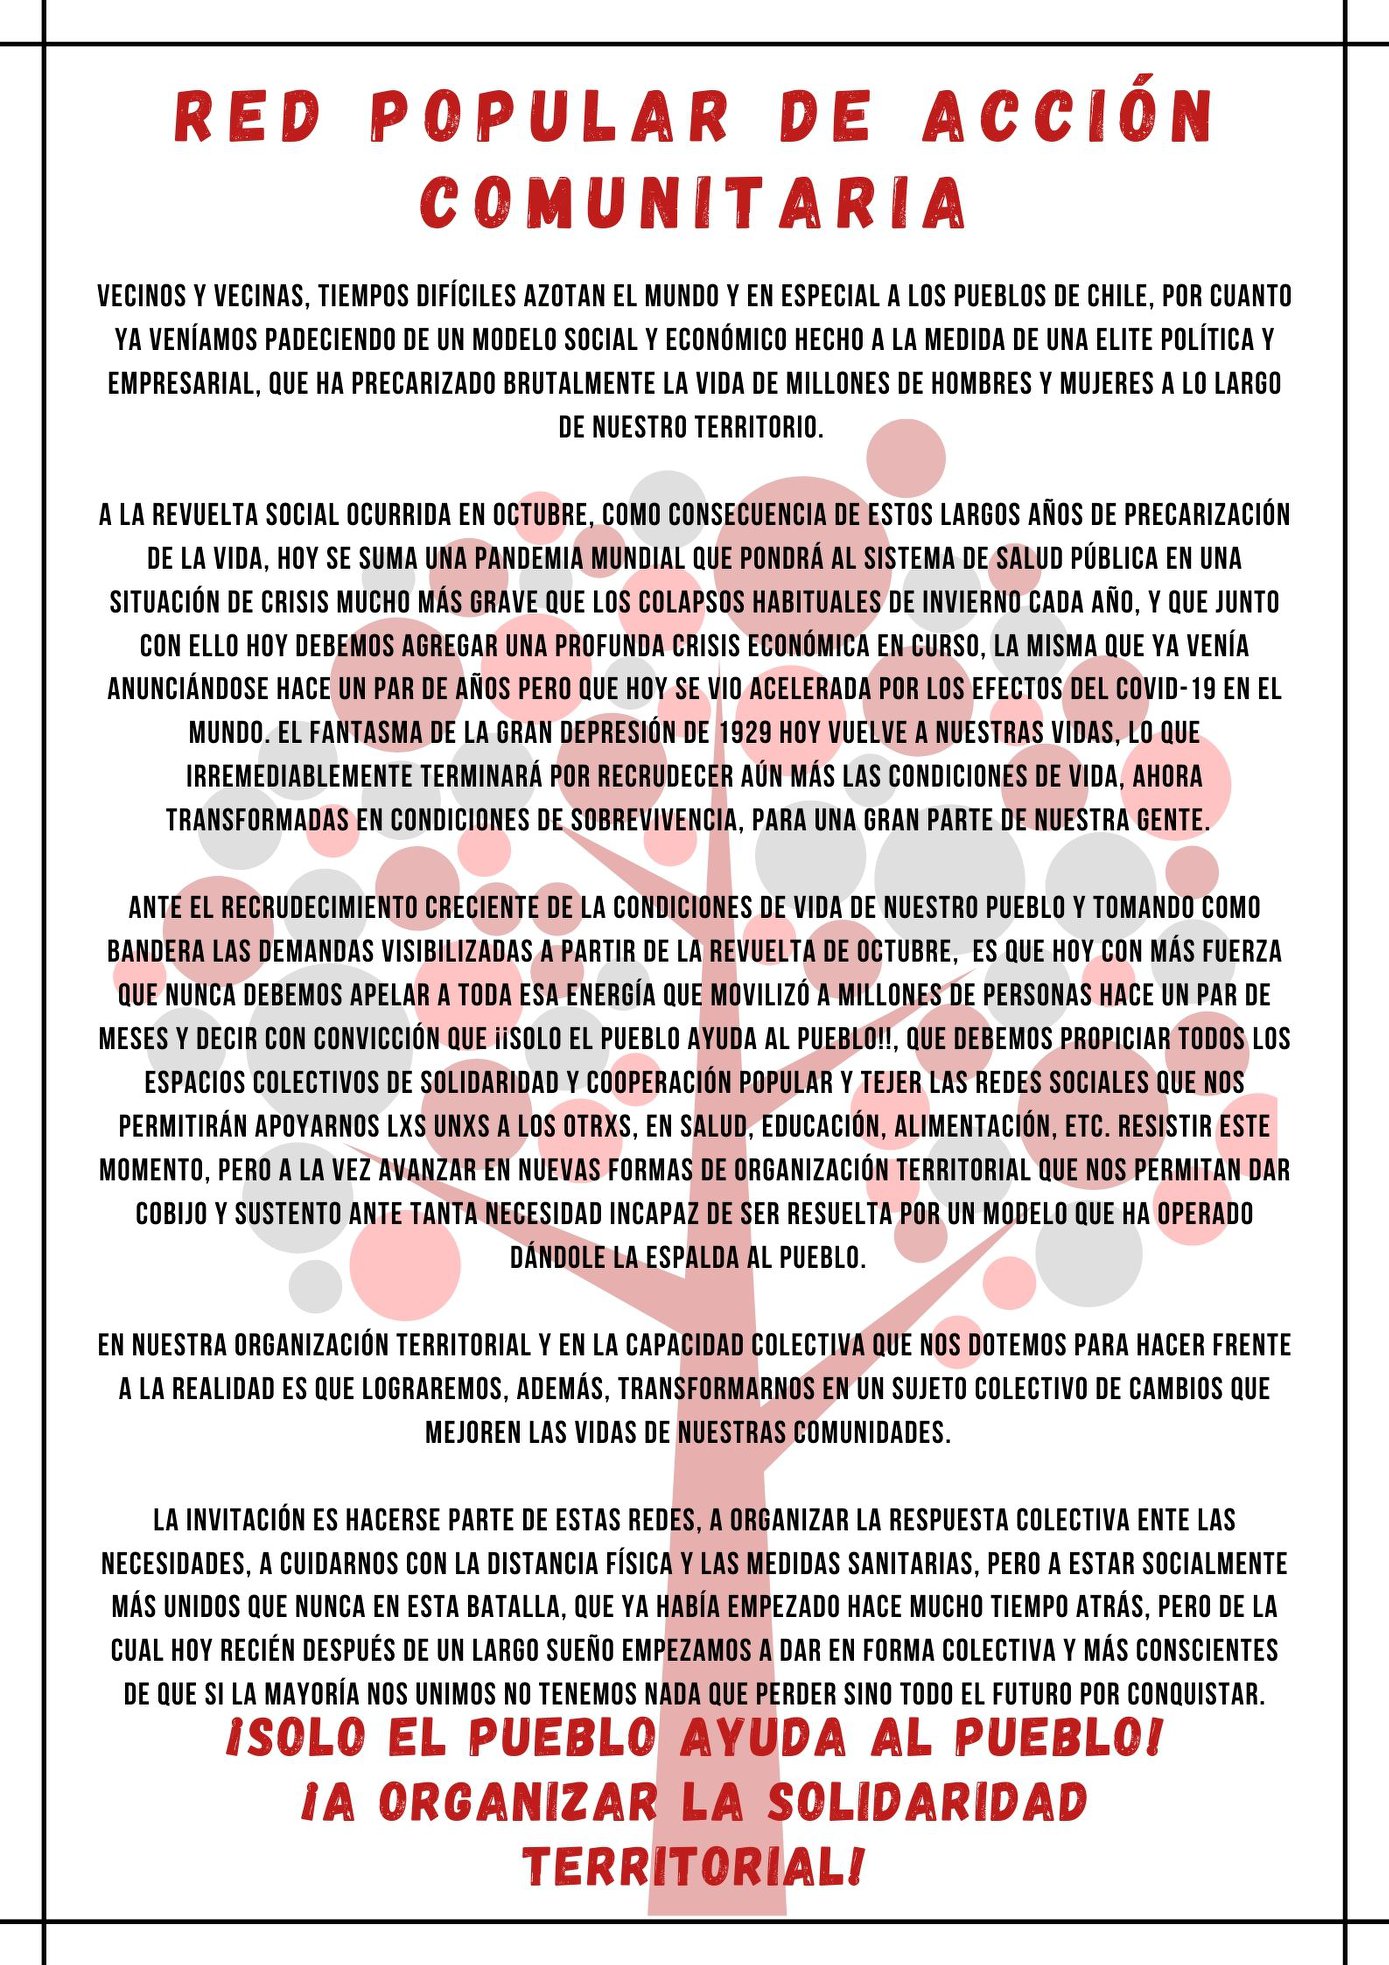 RED POPULAR DE ACCIÓN
COMUNITARIA
VECINOS Y VECINAS, TIEMPOS DIFÍCILES AZOTAN EL MUNDO Y EN ESPECIAL A LOS PUEBLOS DE CHILE, POR CUANTO
YA VENÍAMOS PADECIENDO DE UN MODELO SOCIAL Y ECONÓMICO HECHO A LA MEDIDA DE UNA ELITE POLÍTICA Y
EMPRESARIAL, QUE HA PRECARIZADO BRUTALMENTE LA VIDA DE MILLONES DE HOMBRES Y MUJERES A LO LARGO
DE NUESTRO TERRITORIO.
A LA REVUELTA SOCIAL OCURRIDA EN OCTUBRE, COMO CONSECUENCIA DE ESTOS LARGOS AÑOS DE PRECARIZACIÓN
DE LA VIDA, HOY SE SUMA UNA PANDEMIA MUNDIAL QUE PONDRÁ AL SISTEMA DE SALUD PÚBLICA EN UNA
SITUACIÓN DE CRISIS MUCHO MÁS GRAVE QUE LOS COLAPSOS HABITUALES DE INVIERNO CADA AÑO, Y QUE JUNTO
CON ELLO HOY DEBEMOS AGREGAR UNA PROFUNDA CRISIS ECONÓMICA EN CURSO, LA MISMA QUE YA VENÍA
ANUNCIÁNDOSE HACE UN PAR DE AÑOS PERO QUE HOY SE VIO ACELERADA POR LOS EFECTOS DEL COVID-19 EN EL
MUNDO. EL FANTASMA DE LA GRAN DEPRESIÓN DE 1929 HOY VUELVE A NUESTRAS VIDAS, LO QUE
IRREMEDIABLEMENTE TERMINARÁ POR RECRUDECER AÚN MÁS LAS CONDICIONES DE VIDA, AHORA
TRANSFORMADAS EN CONDICIONES DE SOBREVIVENCIA, PARA UNA GRAN PARTE DE NUESTRA GENTE.
ANTE EL RECRUDECIMIENTO CRECIENTE DE LA CONDICIONES DE VIDA DE NUESTRO PUEBLO Y TOMANDO COMO
BANDERA LAS DEMANDAS VISIBILIZADAS A PARTIR DE LA REVUELTA DE OCTUBRE, ES QUE HOY CON MÁS FUERZA
QUE NUNCA DEBEMOS APELAR A TODA ESA ENERGÍA QUE MOVILIZÓ A MILLONES DE PERSONAS HACE UN PAR DE
MESES Y DECIR CON CONVICCIÓN QUE ¡¡SOLO EL PUEBLO AYUDA AL PUEBLO!!, QUE DEBEMOS PROPICIAR TODOS LOS
ESPACIOS COLECTIVOS DE SOLIDARIDAD Y COOPERACIÓN POPULAR Y TEJER LAS REDES SOCIALES QUE NOS
PERMITIRÁN APOYARNOS LXS UNXS A LOS OTRXS, EN SALUD, EDUCACIÓN, ALIMENTACIÓN, ETC. RESISTIR ESTE
MOMENTO, PERO A LA VEZ AVANZAR EN NUEVAS FORMAS DE ORGANIZACIÓN TERRITORIAL QUE NOS PERMITAN DAR
COBIJO Y SUSTENTO ANTE TANTA NECESIDAD INCAPAZ DE SER RESUELTA POR UN MODELO QUE HA OPERADO
DÁNDOLE LA ESPALDA AL PUEBLO.
EN NUESTRA ORGANIZACIÓN TERRITORIAL Y EN LA CAPACIDAD COLECTIVA QUE NOS DOTEMOS PARA HACER FRENTE
A LA REALIDAD ES QUE LOGRAREMOS, ADEMÁS, TRANSFORMARNOS EN UN SUJETO COLECTIVO DE CAMBIOS QUE
MEJOREN LAS VIDAS DE NUESTRAS COMUNIDADES.
LA INVITACIÓN ES HACERSE PARTE DE ESTAS REDES, A ORGANIZAR LA RESPUESTA COLECTIVA ENTE LAS
NECESIDADES, A CUIDARNOS CON LA DISTANCIA FÍSICA Y LAS MEDIDAS SANITARIAS, PERO A ESTAR SOCIALMENTE
MÁS UNIDOS QUE NUNCA EN ESTA BATALLA, QUE YA HABÍA EMPEZADO HACE MUCHO TIEMPO ATRÁS, PERO DE LA
CUAL HOY RECIÉN DESPUÉS DE UN LARGO SUEÑO EMPEZAMOS A DAR EN FORMA COLECTIVA Y MÁS CONSCIENTES
DE QUE SI LA MAYORÍA NOS UNIMOS NO TENEMOS NADA QUE PERDER SINO TODO EL FUTURO POR CONQUISTAR.
¡SOLO EL PUEBLO AYUDA AL PUEBLO!
¡A ORGANIZAR LA SOLIDARIDAD
TERRITORIAL!